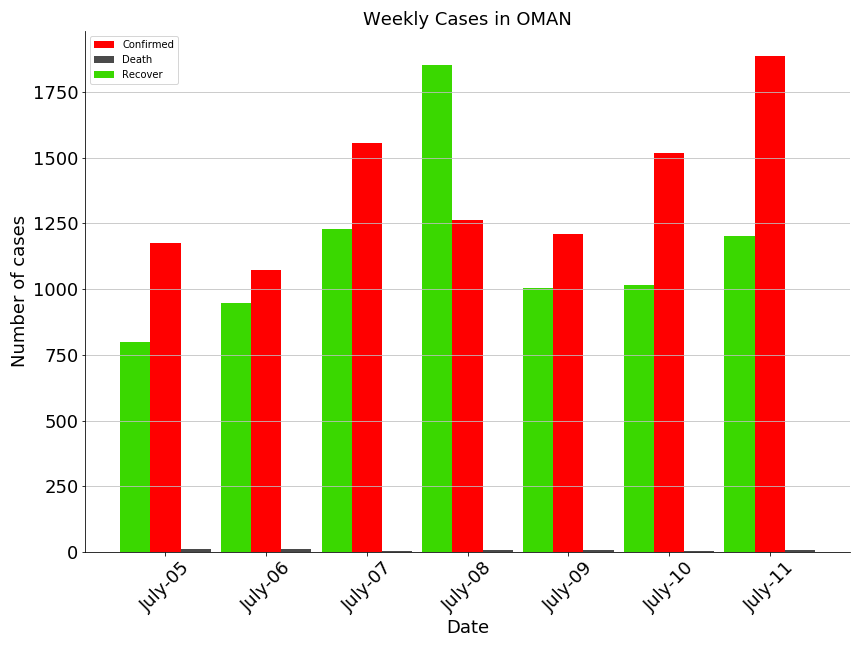 Weekly Cases in OMAN
Confirmed
Death
Recover
1750
1500
1250
1000
750
500
250
0
Number of cases
July-05
July-06
July-07
July-08
July-09
July-10
July-11
Date